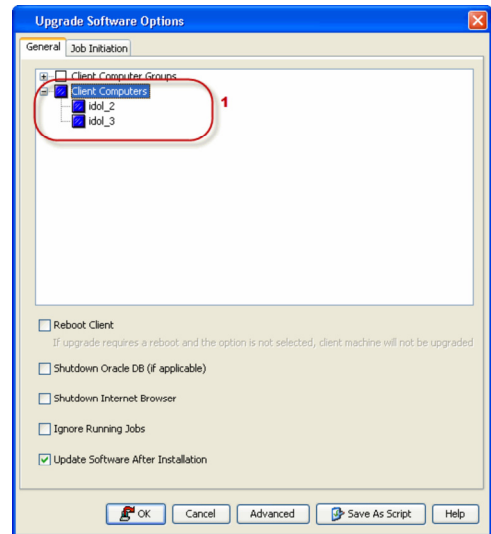 Upgrade Software Options
General Job Initiation
Client Computer Groups
Client Computers
idol_2
idol_3
1
Reboot Client
If upgrade requires a reboot and the option is not selected, client machine will not be upgraded
Shutdown Oracle DB (if applicable)
Shutdown Internet Browser
Ignore Running Jobs
Update Software After Installation
OK Cancel Advanced Save As Script Help